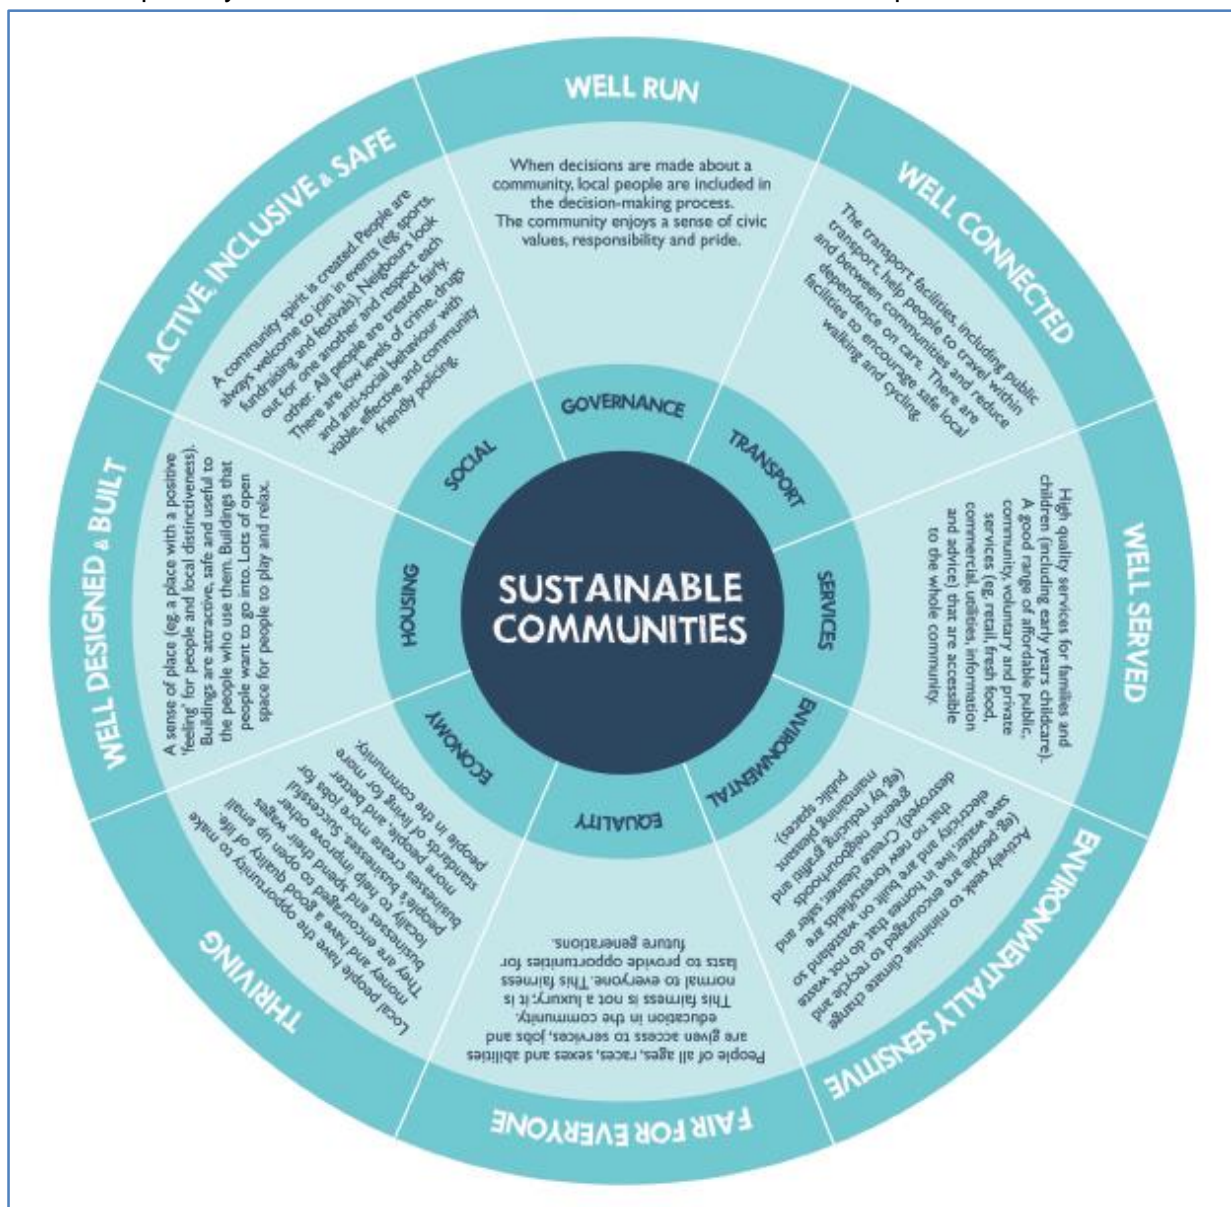 WELL RUN
When decisions are made about a
community, local people are included in
the decision-making process.
The community enjoys a sense of civic
values, responsibility and pride.
GOVERNANCE
WELL CONNECTED
The transport facilities, including public
transport, help people to travel within
and between communities and reduce
dependence on cars. There are
facilities to encourage safe local
walking and cycling.
TRANSPORT
WELL SERVED
High quality services for families and
children (including early years childcare).
A good range of affordable public,
community, voluntary and private
services (eg. retail, fresh food,
commercial, utilities, information
and advice) that are accessible
to the whole community.
SERVICES
ENVIRONMENTALLY SENSITIVE
Actively seek to minimise climate change
(eg. people are encouraged to recycle and
save water, live in homes that do not waste
electricity and are built on wasteland so
that no new forests/fields are
destroyed). Create cleaner, safer and
greener neighbourhoods
(eg. by reducing graffiti and
maintaining pleasant
public spaces).
ENVIRONMENTAL
FAIR FOR EVERYONE
People of all ages, races, sexes and abilities
are given access to services, jobs and
education in the community.
This fairness is not a luxury; it is
normal to everyone. This fairness
lasts to provide opportunities for
future generations.
EQUALITY
THRIVING
Local people have the opportunity to make
money and have a good quality of life.
They are encouraged to open up small
businesses and spend their wages
locally to help improve other
people's businesses. Successful
businesses create more jobs for
more people, and, better
standards of living for more
people in the community.
ECONOMY
WELL DESIGNED & BUILT
A sense of place (eg. a place with a positive
'feeling' for people and local distinctiveness).
Buildings are attractive, safe and useful to
the people who use them. Buildings that
people want to go into. Lots of open
space for people to play and relax.
HOUSING
ACTIVE, INCLUSIVE & SAFE
A community spirit is created. People are
always welcome to join in events (eg. sports,
fundraising and festivals). Neighbours look
out for one another and respect each
other. All people are treated fairly.
There are low levels of crime, drugs
and anti-social behaviour with
viable, effective and community
friendly policing.
SOCIAL
SUSTAINABLE
COMMUNITIES